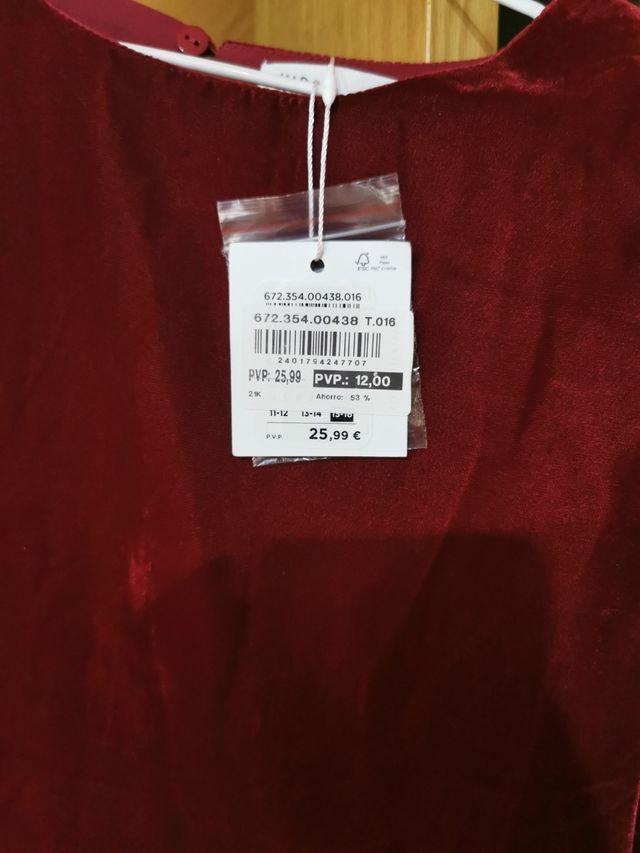 FSC
672.354.00438.016
672.354.00438 T.016
2401794247707
PVP: 25,99 PVP.: 12,00
21K Ahorro: 53 %
11-12 13-14 15-16
P.V.P. 25,99 €